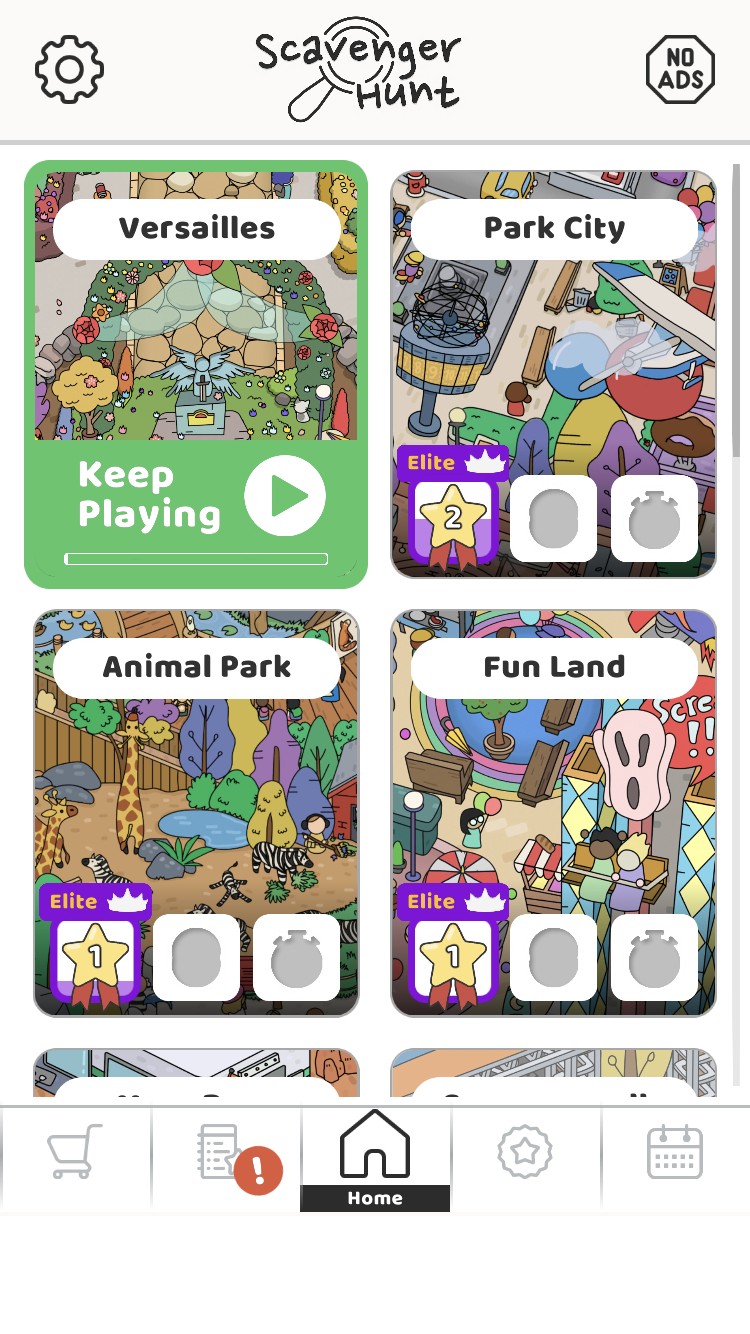 Scavenger
Hunt
NO
ADS
Versailles
Park City
Keep
Playing
Elite
2
Animal Park
Fun Land
!!
Elite
1
Elite
1
!
Home